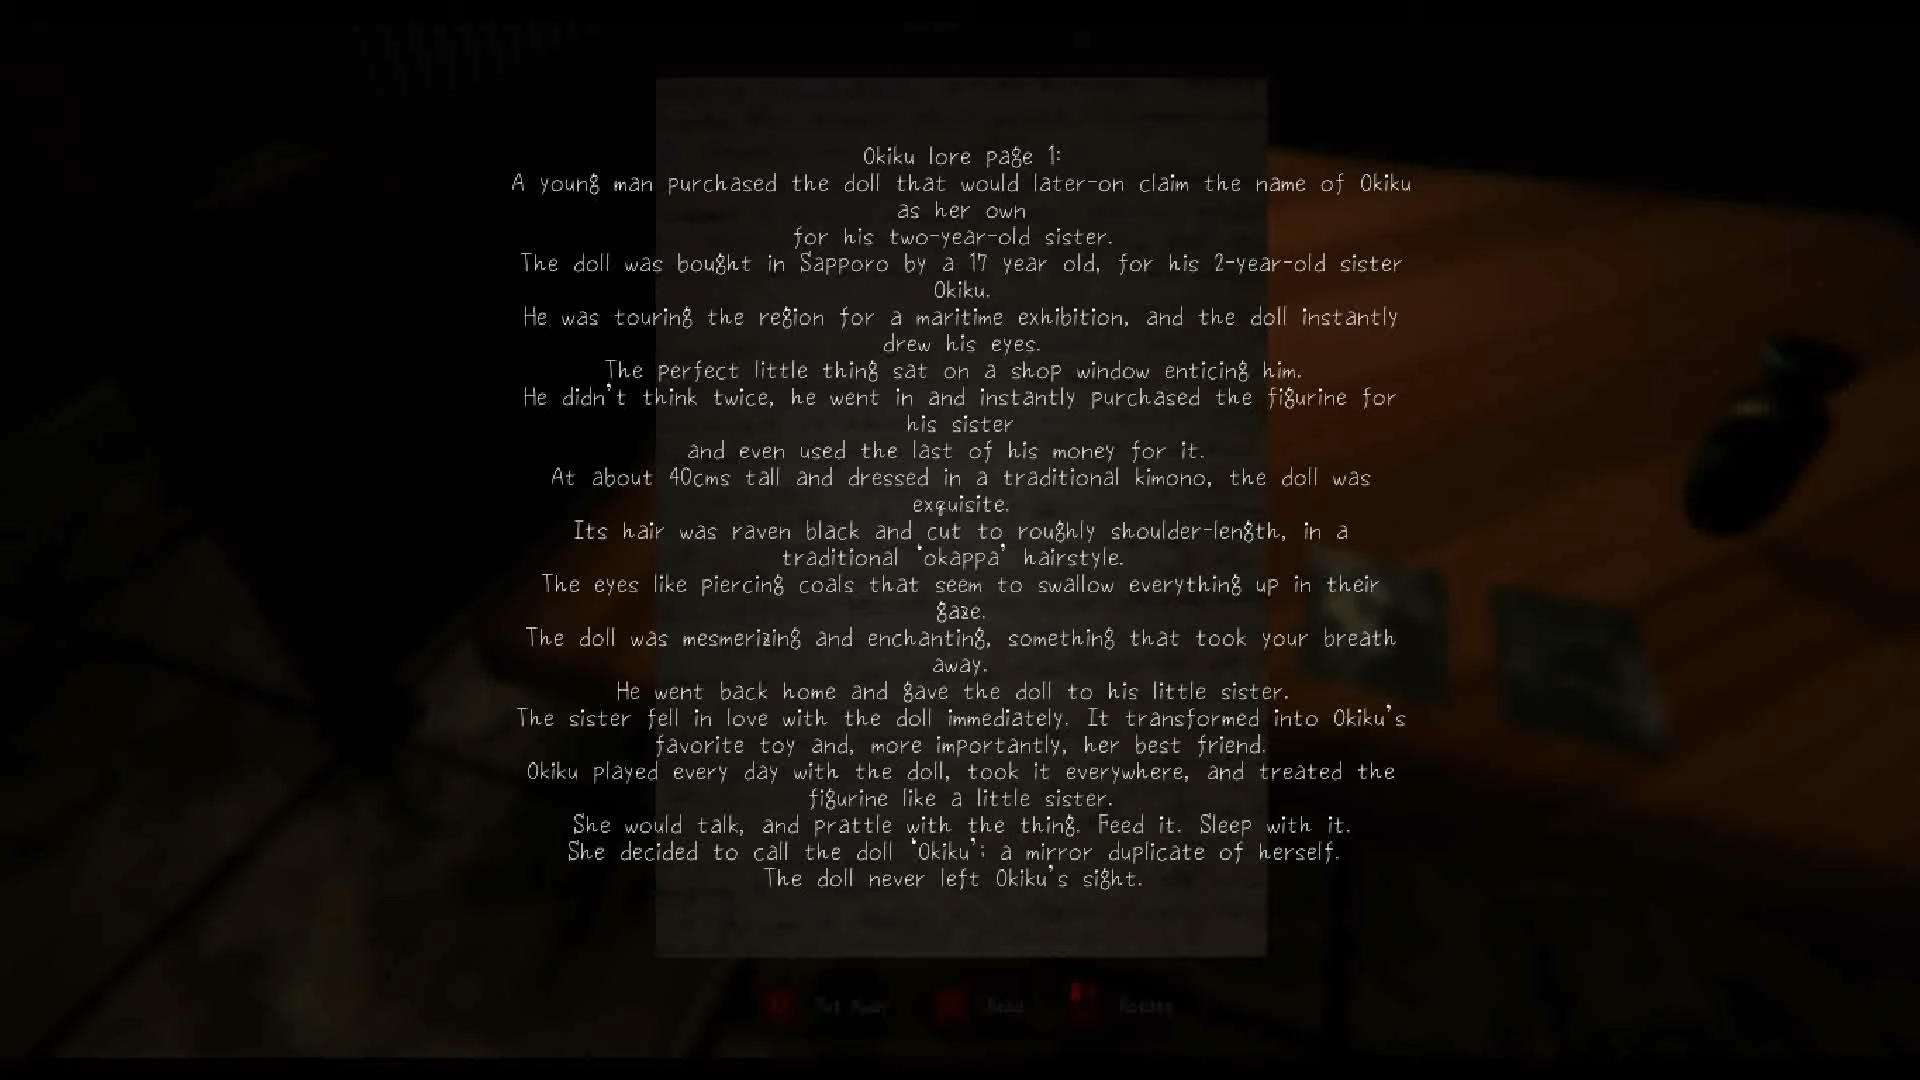 Okiku lore page 1:
A young man purchased the doll that would later-on claim the name of Okiku
as her own
for his two-year-old sister.
The doll was bought in Sapporo by a 17 year old, for his 2-year-old sister
Okiku.
He was touring the region for a maritime exhibition, and the doll instantly
drew his eyes.
The perfect little thing sat on a shop window enticing him.
He didn't think twice, he went in and instantly purchased the figurine for
his sister
and even used the last of his money for it.
At about 40cms tall and dressed in a traditional kimono, the doll was
exquisite.
Its hair was raven black and cut to roughly shoulder-length, in a
traditional 'okappa' hairstyle.
The eyes like piercing coals that seem to swallow everything up in their
gaze.
The doll was mesmerizing and enchanting, something that took your breath
away.
He went back home and gave the doll to his little sister.
The sister fell in love with the doll immediately. It transformed into Okiku's
favorite toy and, more importantly, her best friend.
Okiku played every day with the doll, took it everywhere, and treated the
figurine like a little sister.
She would talk, and prattle with the thing. Feed it. Sleep with it.
She decided to call the doll 'Okiku'; a mirror duplicate of herself.
The doll never left Okiku's sight.
Put Away Read Rotate